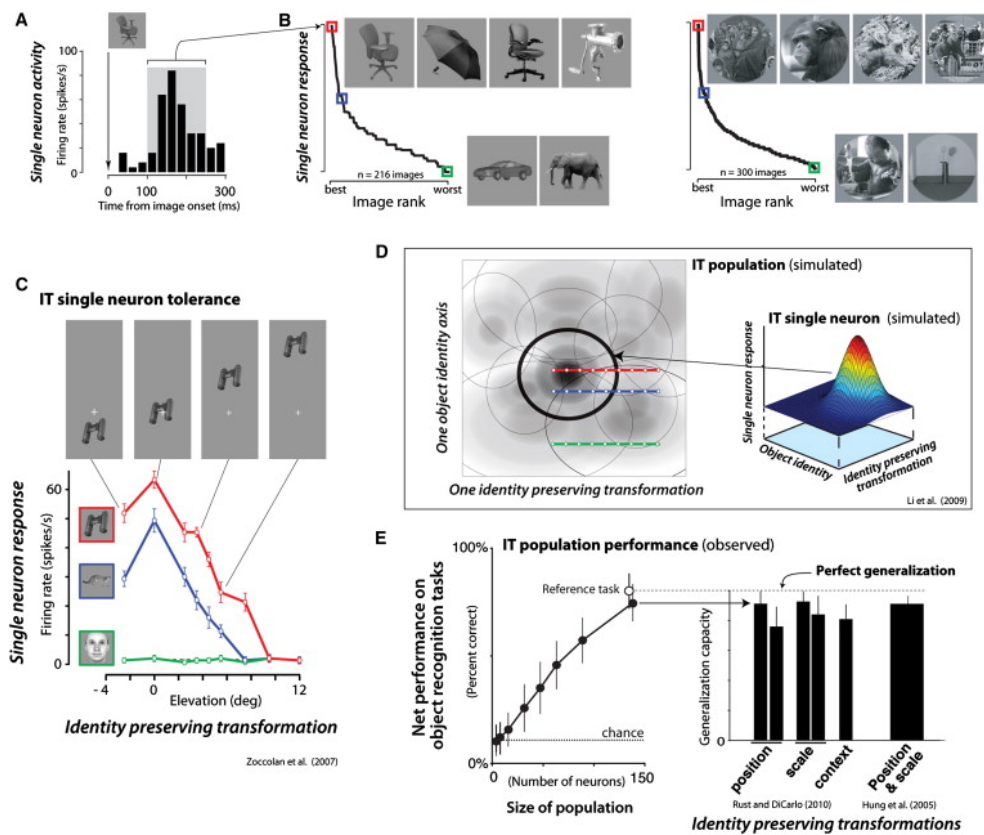 A
Single neuron activity
Firing rate (spikes/s)
100
0
0
100
300
Time from image onset (ms)
B
Single neuron response
n = 216 images
best
worst
Image rank
n = 300 images
best
worst
Image rank
C
IT single neuron tolerance
Single neuron response
Firing rate (spikes/s)
60
0
- 4
0
12
Elevation (deg)
Identity preserving transformation
Zoccolan et al. (2007)
D
IT population (simulated)
One object identity axis
One identity preserving transformation
IT single neuron (simulated)
Single neuron response
Object identity
Identity preserving
transformation
Li et al. (2009)
E
IT population performance (observed)
Net performance on
object recognition tasks
(Percent correct)
100%
0%
Reference task
chance
0
(Number of neurons)
150
Size of population
Perfect generalization
Generalization capacity
0
position
scale
context
Position
& scale
Rust and DiCarlo (2010)
Hung et al. (2005)
Identity preserving transformations